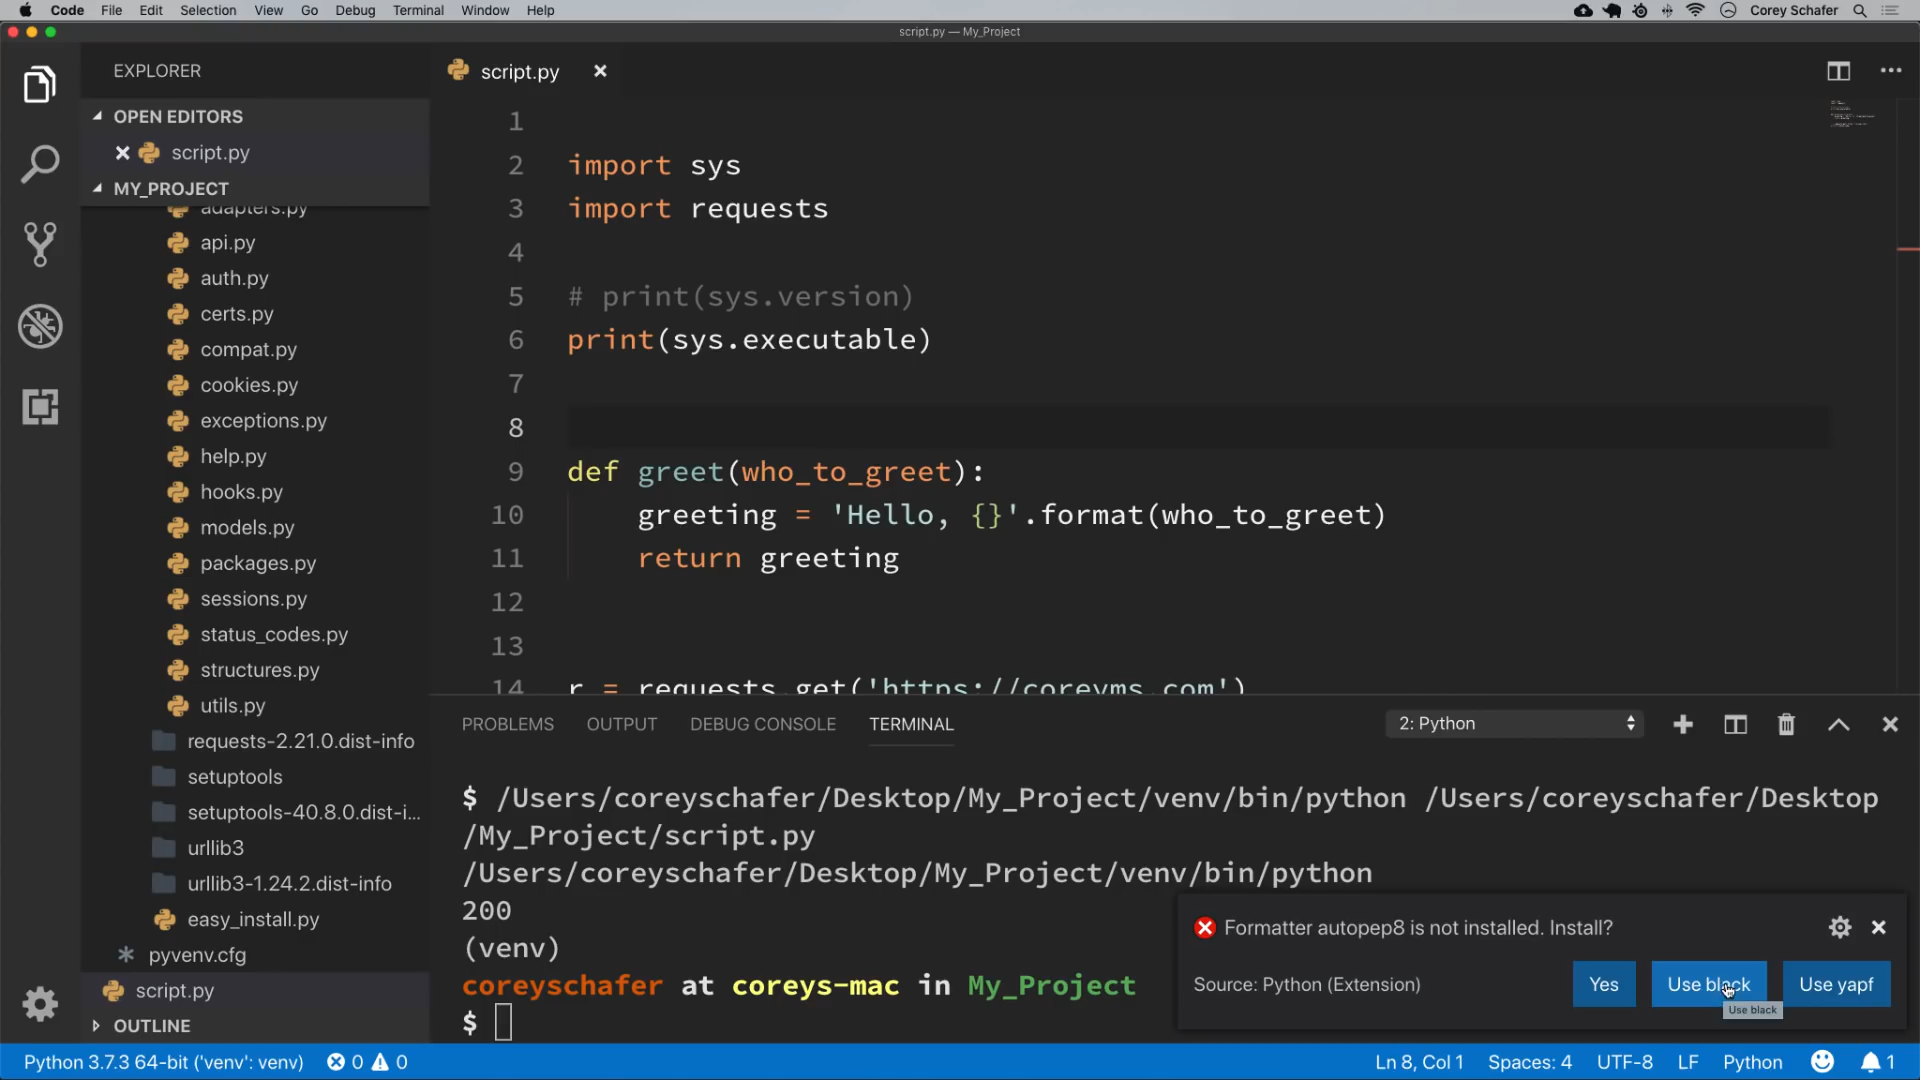 Code File Edit Selection View Go Debug Terminal Window Help Corey Schafer
script.py — My_Project
EXPLORER
OPEN EDITORS
script.py
MY_PROJECT
adapters.py
api.py
auth.py
certs.py
compat.py
cookies.py
exceptions.py
help.py
hooks.py
models.py
packages.py
sessions.py
status_codes.py
structures.py
utils.py
requests-2.21.0.dist-info
setuptools
setuptools-40.8.0.dist-i...
urllib3
urllib3-1.24.2.dist-info
easy_install.py
pyvenv.cfg
script.py
OUTLINE
script.py
1
2 import sys
3 import requests
4
5 # print(sys.version)
6 print(sys.executable)
7
8
9 def greet(who_to_greet):
10 greeting = 'Hello, {}'.format(who_to_greet)
11 return greeting
12
13
14 r = requests.get('https://coreyms.com')
PROBLEMS OUTPUT DEBUG CONSOLE TERMINAL 2: Python
$ /Users/coreyschafer/Desktop/My_Project/venv/bin/python /Users/coreyschafer/Desktop
/My_Project/script.py
/Users/coreyschafer/Desktop/My_Project/venv/bin/python
200
(venv)
coreyschafer at coreys-mac in My_Project
$
Formatter autopep8 is not installed. Install?
Source: Python (Extension) Yes Use black Use yapf
Use black
Python 3.7.3 64-bit ('venv': venv) 0 0 Ln 8, Col 1 Spaces: 4 UTF-8 LF Python 1